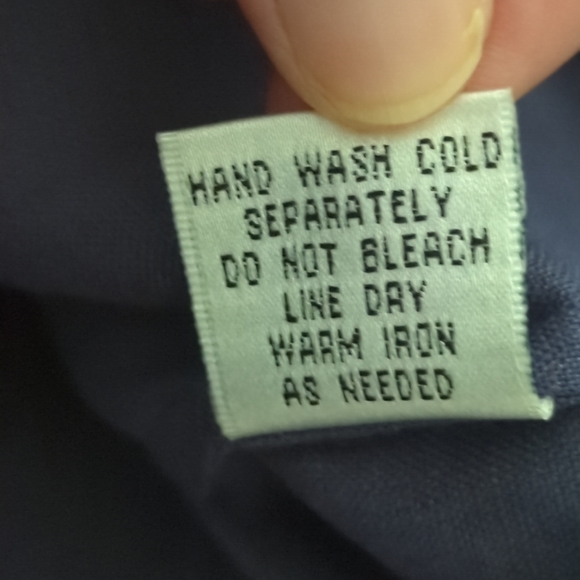 HAND WASH COLD
SEPARATELY
DO NOT BLEACH
LINE DRY
WARM IRON
AS NEEDED